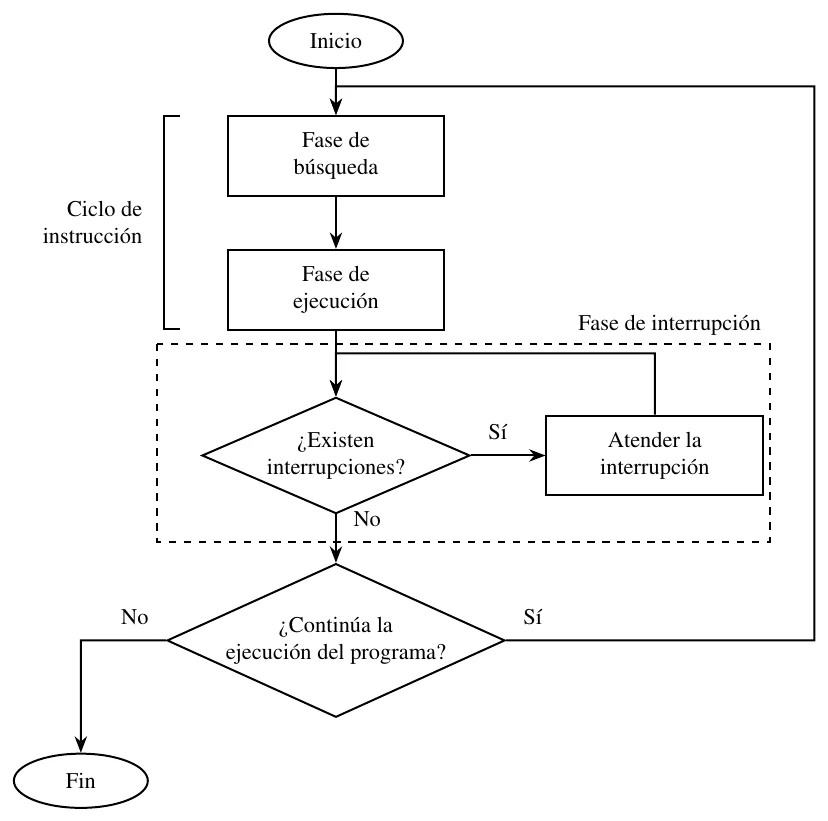 Inicio
Fase de
búsqueda
Ciclo de
instrucción
Fase de
ejecución
Fase de interrupción
¿Existen
interrupciones?
Sí
Atender la
interrupción
No
¿Continúa la
ejecución del programa?
No
Sí
Fin